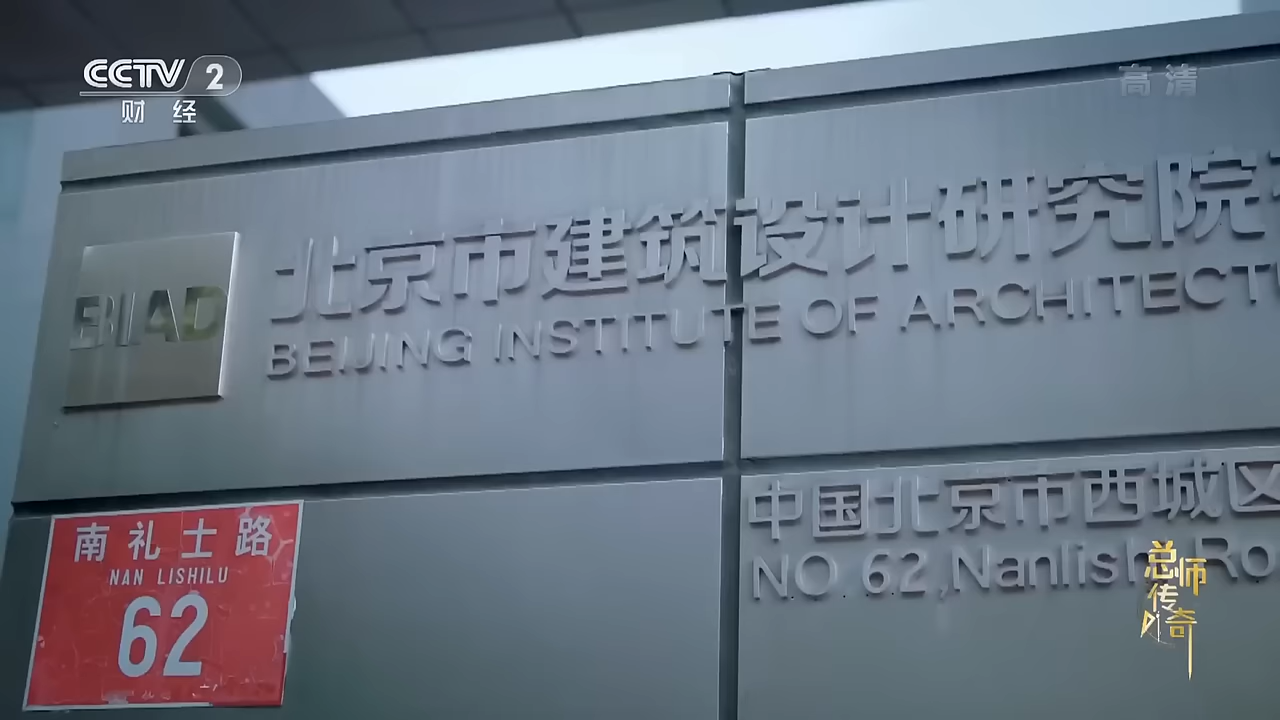 CCTV 2
财经
高清
BIAD
北京市建筑设计研究院
BEIJING INSTITUTE OF ARCHITECTU
中国北京市西城区
NO 62,Nanlishi Ro
南礼士路
NAN LISHILU
62
总师传奇